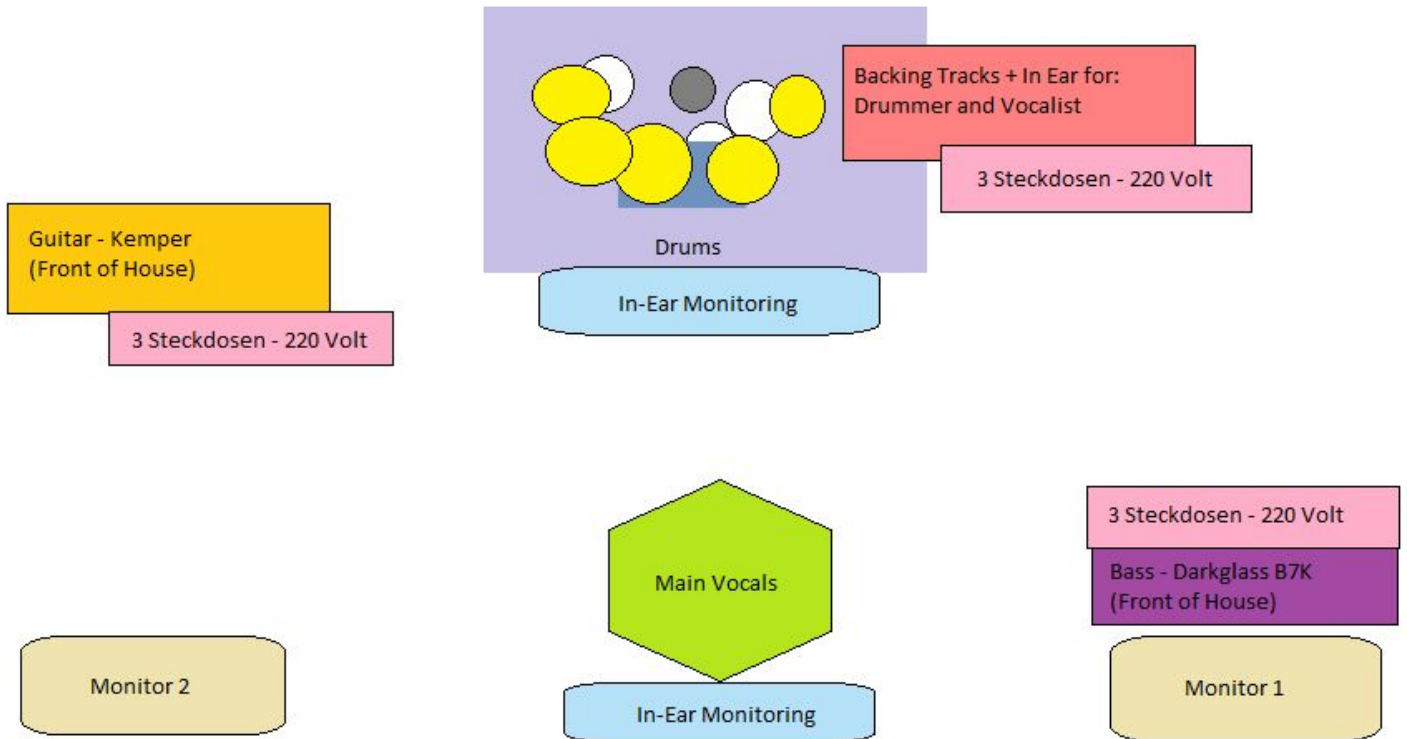 Backing Tracks + In Ear for:
Drummer and Vocalist
3 Steckdosen - 220 Volt
Guitar - Kemper
(Front of House)
3 Steckdosen - 220 Volt
Drums
In-Ear Monitoring
Main Vocals
3 Steckdosen - 220 Volt
Bass - Darkglass B7K
(Front of House)
Monitor 2
In-Ear Monitoring
Monitor 1